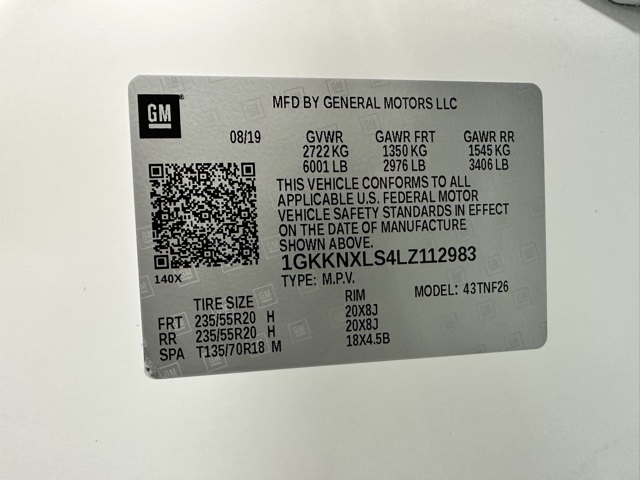 GM
MFD BY GENERAL MOTORS LLC
08/19 GVWR GAWR FRT GAWR RR
2722 KG 1350 KG 1545 KG
6001 LB 2976 LB 3406 LB
THIS VEHICLE CONFORMS TO ALL
APPLICABLE U.S. FEDERAL MOTOR
VEHICLE SAFETY STANDARDS IN EFFECT
ON THE DATE OF MANUFACTURE
SHOWN ABOVE.
1GKKNXLS4LZ112983
140X
TYPE: M.P.V. MODEL: 43TNF26
TIRE SIZE RIM
FRT 235/55R20 H 20X8J
RR 235/55R20 H 20X8J
SPA T135/70R18 M 18X4.5B